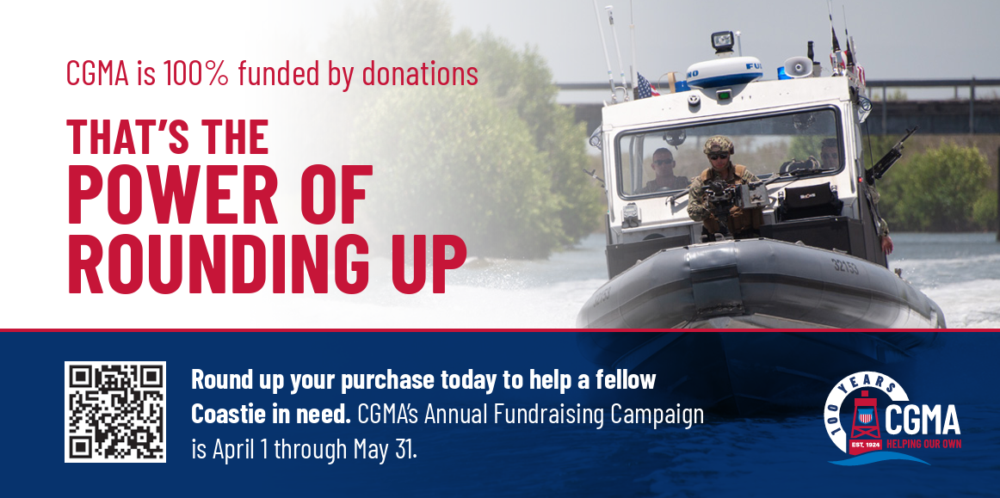 CGMA is 100% funded by donations
THAT'S THE
POWER OF
ROUNDING UP
FU
NO
32153
Round up your purchase today to help a fellow
Coastie in need. CGMA's Annual Fundraising Campaign
is April 1 through May 31.
100 YEARS
CGMA
EST. 1924 HELPING OUR OWN